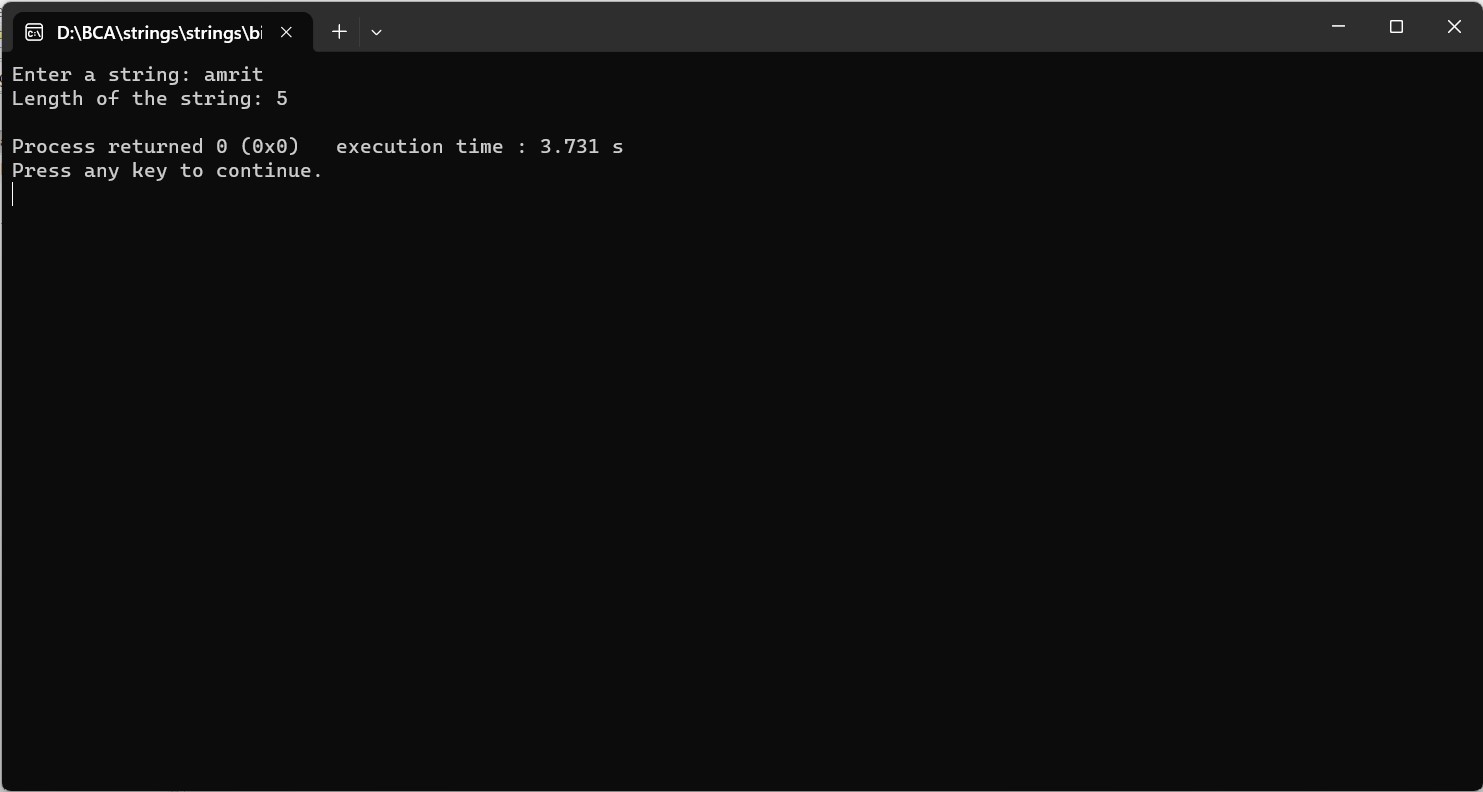 D:\BCA\strings\strings\bi
Enter a string: amrit
Length of the string: 5
Process returned 0 (0x0)   execution time : 3.731 s
Press any key to continue.